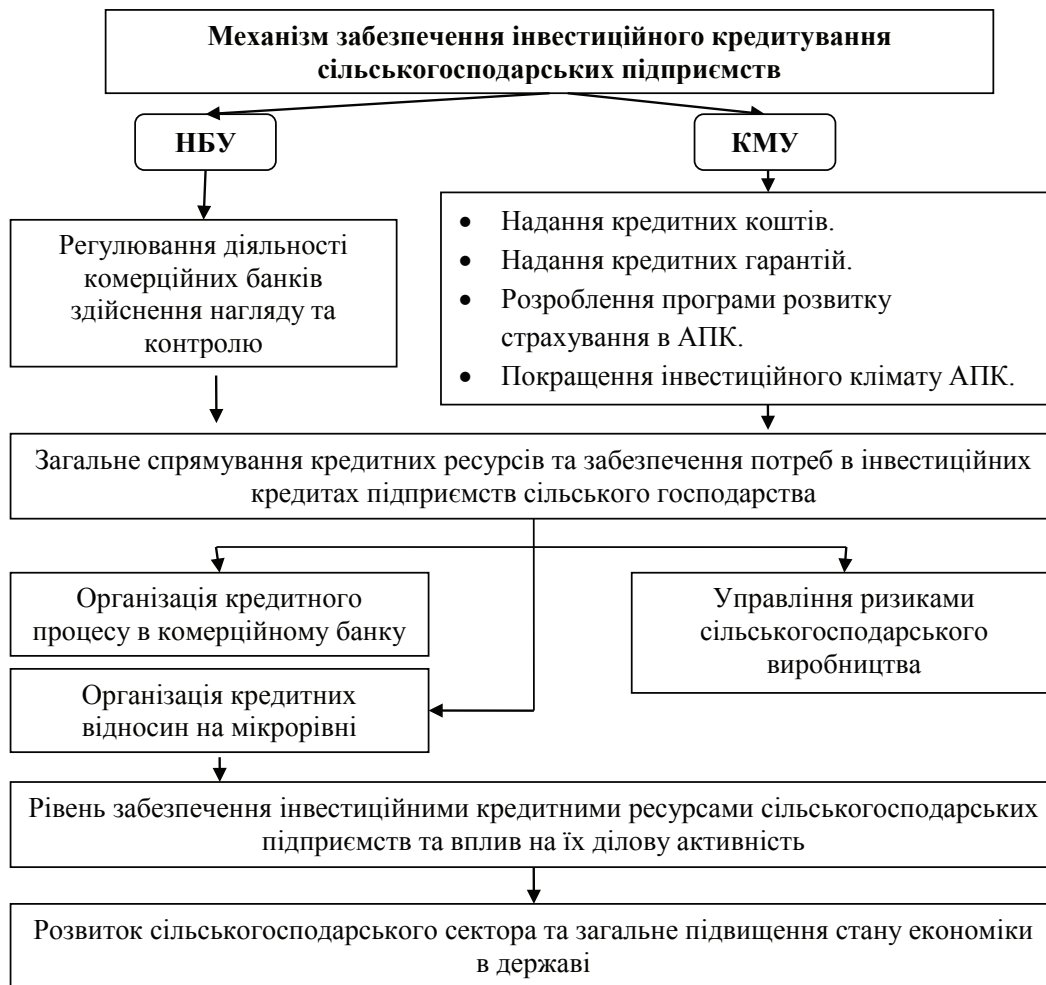 Механізм забезпечення інвестиційного кредитування
сільськогосподарських підприємств
НБУ
КМУ
Регулювання діяльності
комерційних банків
здійснення нагляду та
контролю
• Надання кредитних коштів.
• Надання кредитних гарантій.
• Розроблення програми розвитку
страхування в АПК.
• Покращення інвестиційного клімату АПК.
Загальне спрямування кредитних ресурсів та забезпечення потреб в інвестиційних
кредитах підприємств сільського господарства
Організація кредитного
процесу в комерційному банку
Управління ризиками
сільськогосподарського
виробництва
Організація кредитних
відносин на мікрорівні
Рівень забезпечення інвестиційними кредитними ресурсами сільськогосподарських
підприємств та вплив на їх ділову активність
Розвиток сільськогосподарського сектора та загальне підвищення стану економіки
в державі